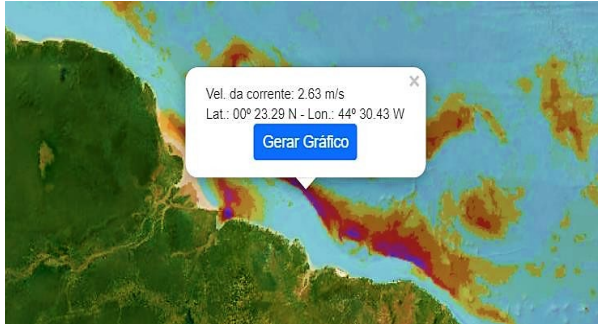 Vel. da corrente: 2.63 m/s
Lat.: 00º 23.29 N - Lon.: 44º 30.43 W
Gerar Gráfico